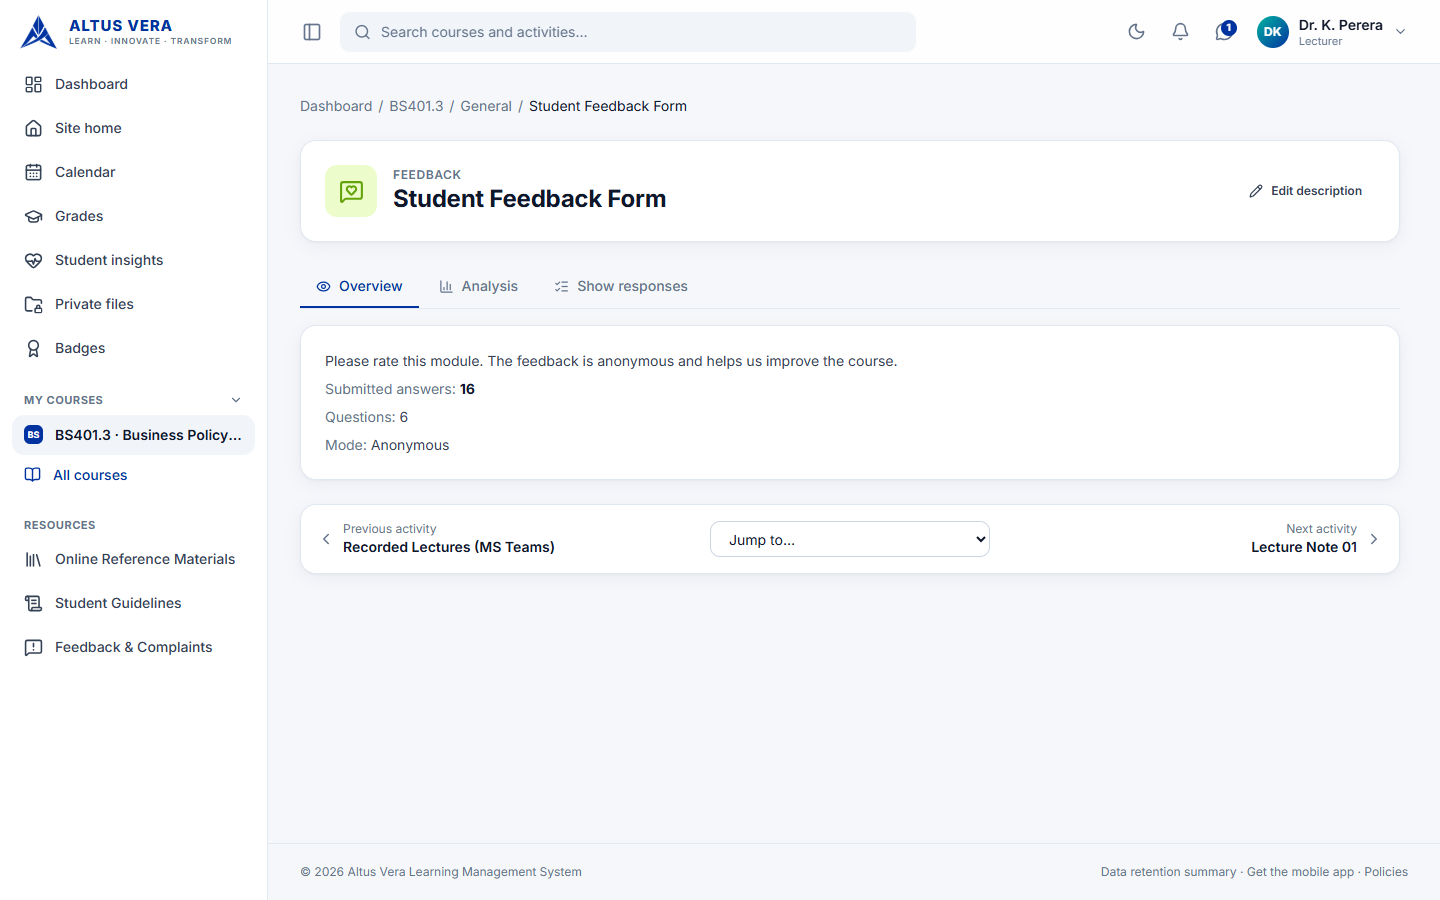 ALTUS VERA
LEARN · INNOVATE · TRANSFORM
Dashboard
Site home
Calendar
Grades
Student insights
Private files
Badges
MY COURSES
BS
BS401.3 · Business Policy...
All courses
RESOURCES
Online Reference Materials
Student Guidelines
Feedback & Complaints
Search courses and activities...
1
DK
Dr. K. Perera
Lecturer
Dashboard / BS401.3 / General / Student Feedback Form
FEEDBACK
Student Feedback Form
Edit description
Overview
Analysis
Show responses
Please rate this module. The feedback is anonymous and helps us improve the course.
Submitted answers: 16
Questions: 6
Mode: Anonymous
Previous activity
Recorded Lectures (MS Teams)
Jump to...
Next activity
Lecture Note 01
© 2026 Altus Vera Learning Management System
Data retention summary · Get the mobile app · Policies